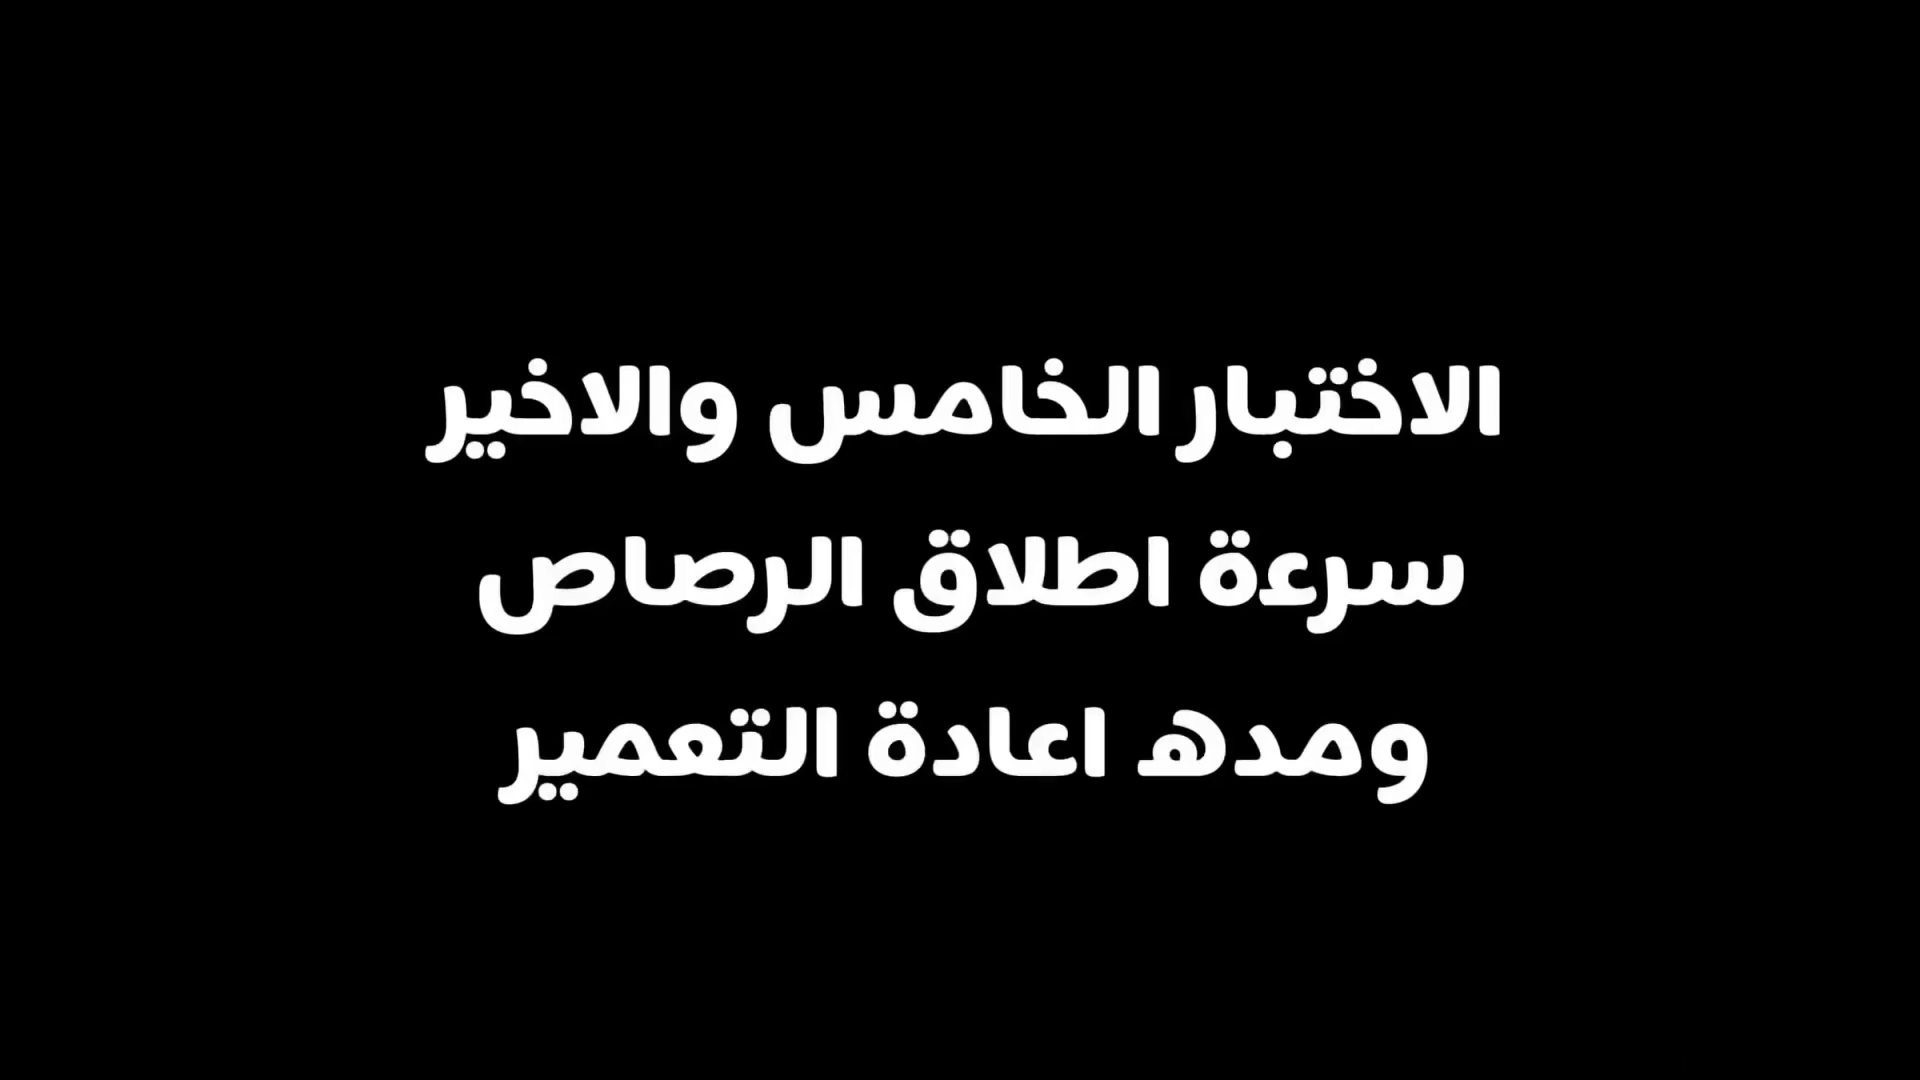 الاختبار الخامس والاخير
سرعة اطلاق الرصاص
ومده اعادة التعمير